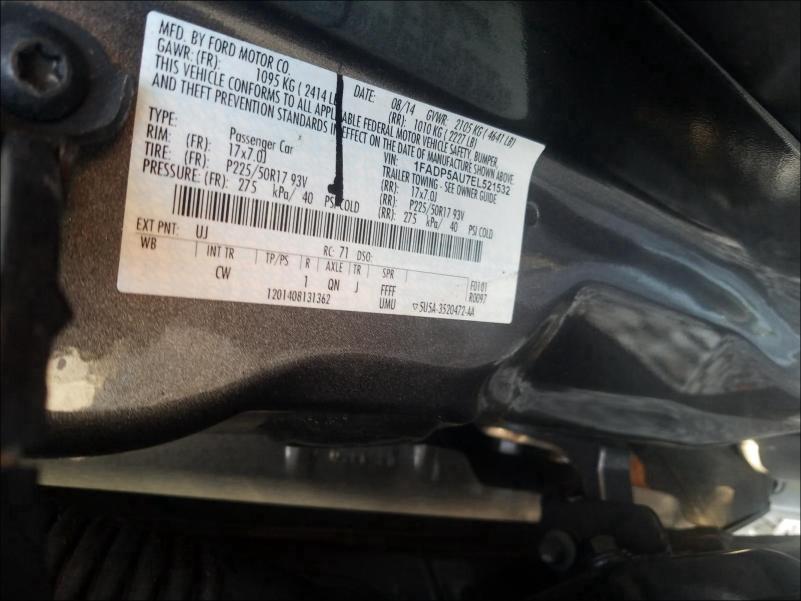 MFD. BY FORD MOTOR CO.
DATE: 08/14 GVWR: 2105 KG (4641 LB)
GAWR: (FR): 1095 KG (2414 LB (RR): 1010 KG (2227 LB)
THIS VEHICLE CONFORMS TO ALL APPLICABLE FEDERAL MOTOR VEHICLE SAFETY, BUMPER,
AND THEFT PREVENTION STANDARDS IN EFFECT ON THE DATE OF MANUFACTURE SHOWN ABOVE.
VIN: 1FADP5AU7EL521532
TYPE: Passenger Car TRAILER TOWING - SEE OWNER GUIDE
RIM: (FR): 17x7.0J (RR): 17x7.0J
TIRE: (FR): P225/50R17 93V (RR): P225/50R17 93V
PRESSURE: (FR): 275 kPa/ 40 PSI COLD (RR): 275 kPa/ 40 PSI COLD
EXT PNT: UJ RC: 71 DSO:
WB INT TR TP/PS R AXLE TR SPR F0101
CW 1 QN J FFFF R0097
1201408131362 UMU ▽5U5A-3520472-AA